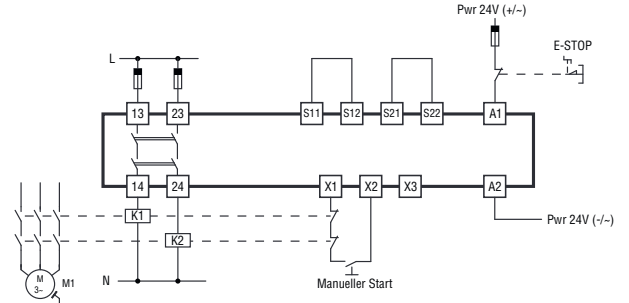 Pwr 24V (+/~)
E-STOP
L
13 23 S11 S12 S21 S22 A1
14 24 X1 X2 X3 A2
K1
K2
Pwr 24V (-/~)
M
3~
M1
N
Manueller Start